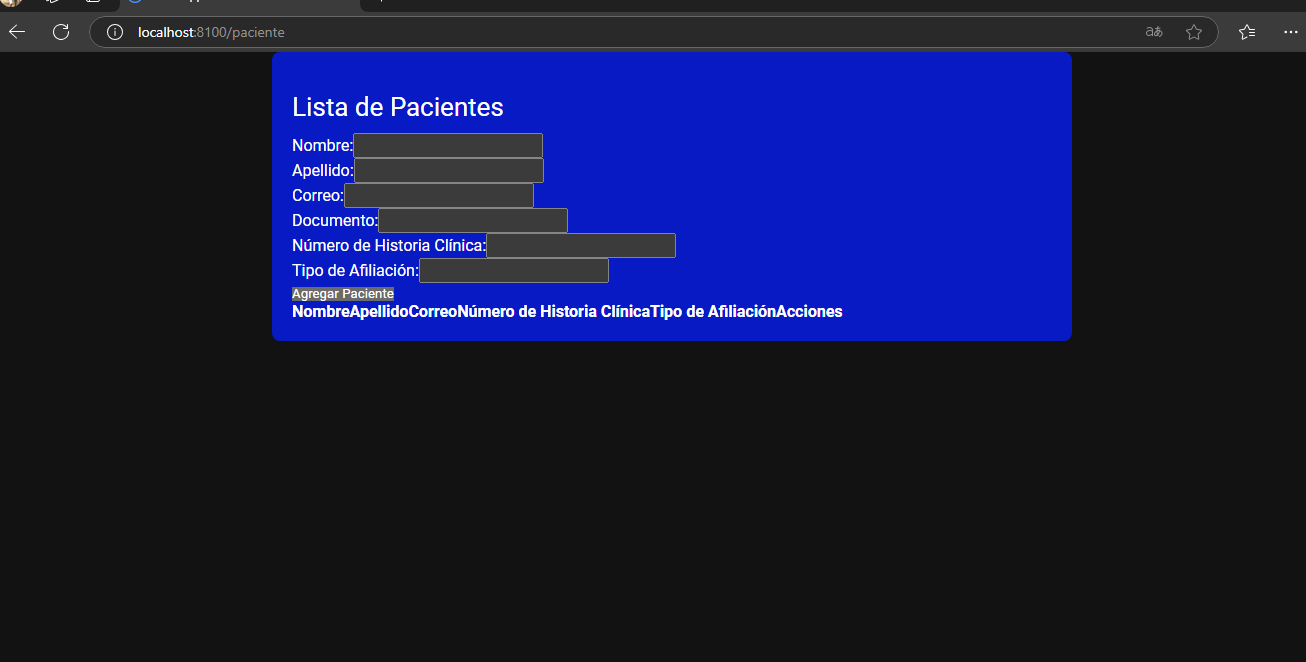 localhost:8100/paciente
Lista de Pacientes
Nombre:
Apellido:
Correo:
Documento:
Número de Historia Clínica:
Tipo de Afiliación:
Agregar Paciente
NombreApellidoCorreoNúmero de Historia ClínicaTipo de AfiliaciónAcciones